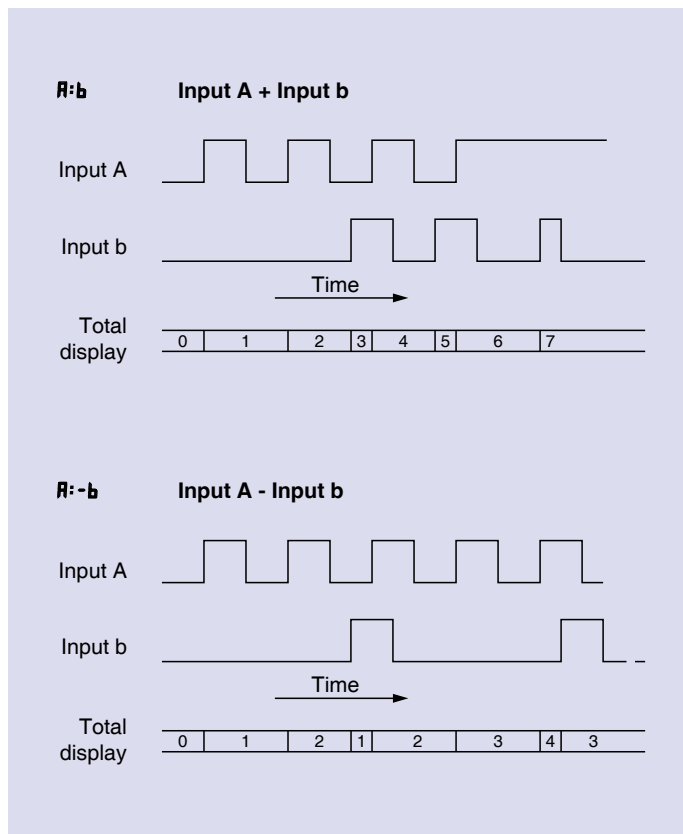 A:b Input A + Input b
Input A
Input b
Time
Total
display
0 1 2 3 4 5 6 7
A:-b Input A - Input b
Input A
Input b
Time
Total
display
0 1 2 1 2 3 4 3